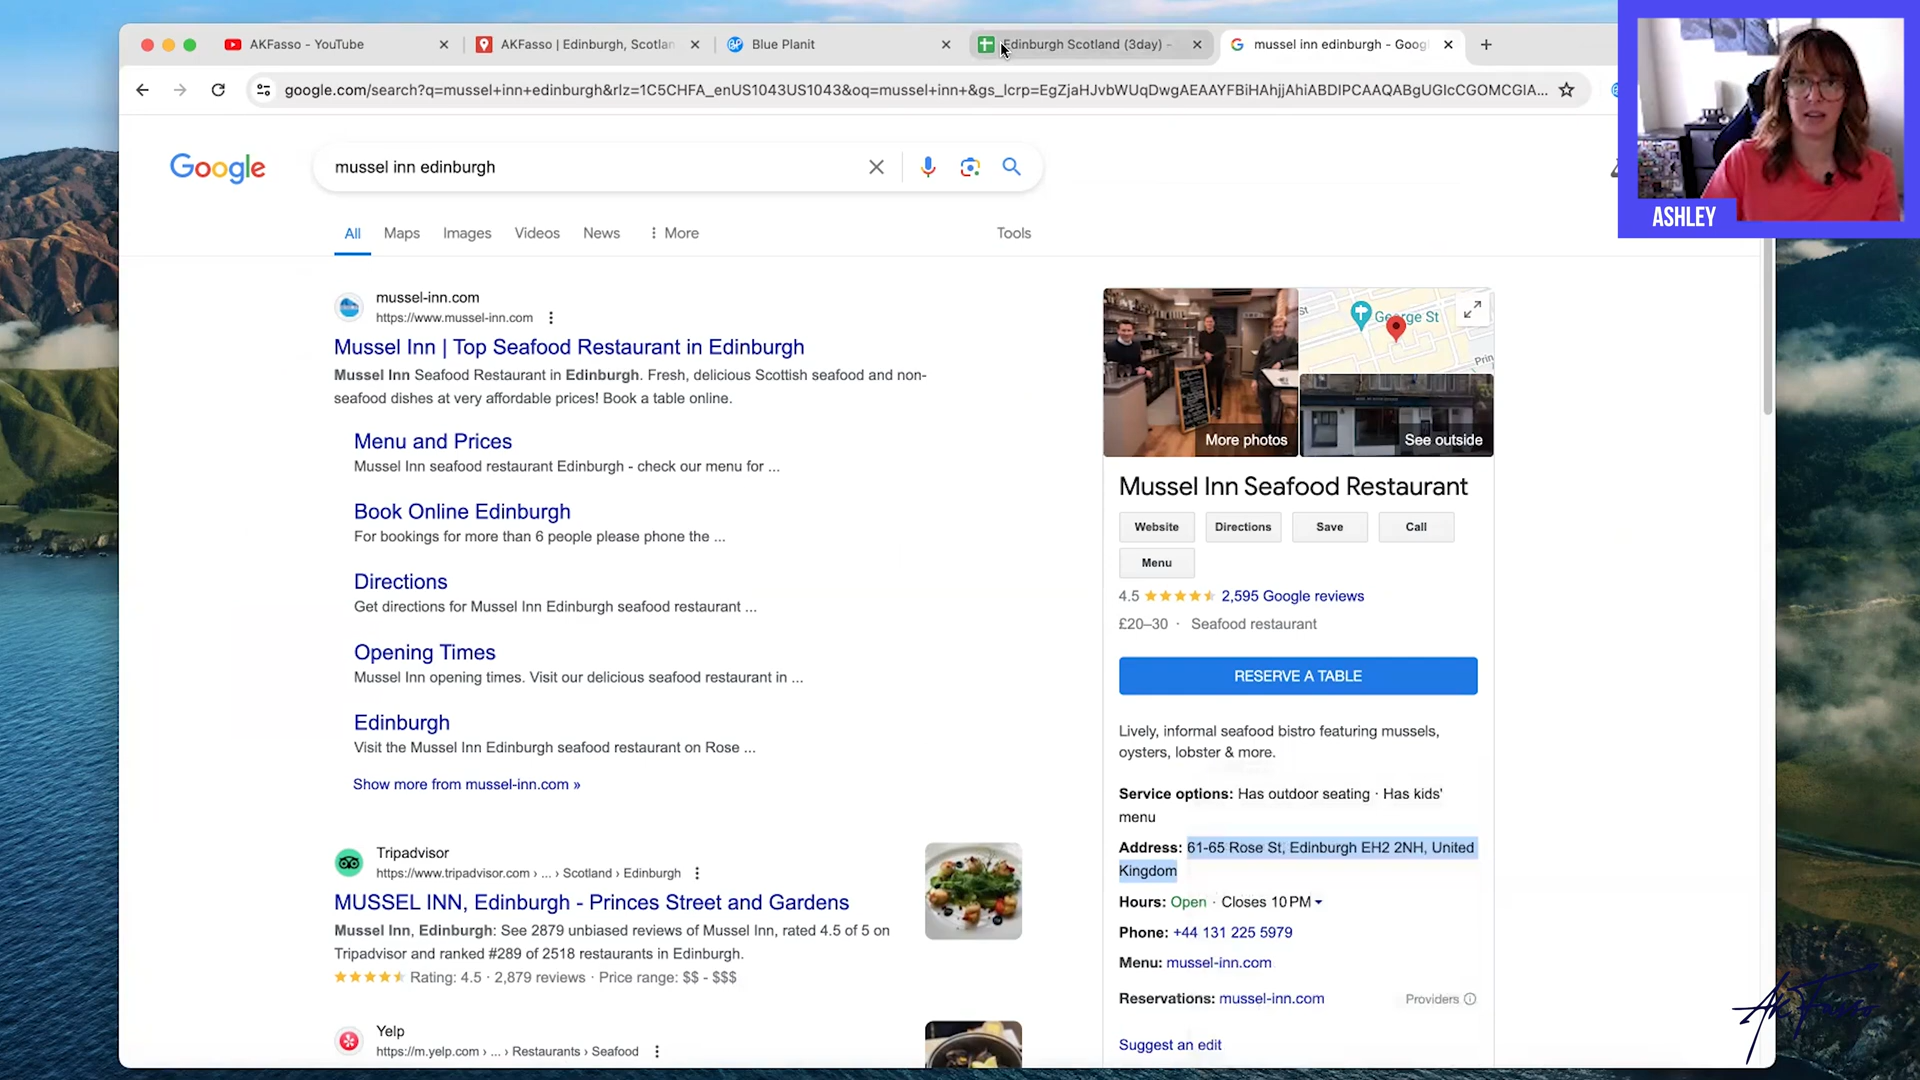 AKFasso - YouTube
AKFasso | Edinburgh, Scotlan
Blue Planit
Edinburgh Scotland (3day) -
mussel inn edinburgh - Goog
google.com/search?q=mussel+inn+edinburgh&rlz=1C5CHFA_enUS1043US1043&oq=mussel+inn+&gs_lcrp=EgZjaHJvbWUqDwgAEAAYFBiHAhjjAhiABDIPCAAQABgUGIcCGOMCGIA...
ASHLEY
Google
mussel inn edinburgh
All
Maps
Images
Videos
News
More
Tools
mussel-inn.com
https://www.mussel-inn.com
Mussel Inn | Top Seafood Restaurant in Edinburgh
Mussel Inn Seafood Restaurant in Edinburgh. Fresh, delicious Scottish seafood and non-
seafood dishes at very affordable prices! Book a table online.
Menu and Prices
Mussel Inn seafood restaurant Edinburgh - check our menu for ...
Book Online Edinburgh
For bookings for more than 6 people please phone the ...
Directions
Get directions for Mussel Inn Edinburgh seafood restaurant ...
Opening Times
Mussel Inn opening times. Visit our delicious seafood restaurant in ...
Edinburgh
Visit the Mussel Inn Edinburgh seafood restaurant on Rose ...
Show more from mussel-inn.com »
Tripadvisor
https://www.tripadvisor.com › ... › Scotland › Edinburgh
MUSSEL INN, Edinburgh - Princes Street and Gardens
Mussel Inn, Edinburgh: See 2879 unbiased reviews of Mussel Inn, rated 4.5 of 5 on
Tripadvisor and ranked #289 of 2518 restaurants in Edinburgh.
Rating: 4.5 · 2,879 reviews · Price range: $$ - $$$
Yelp
https://m.yelp.com › ... › Restaurants › Seafood
St
George St
Prin
More photos
See outside
Mussel Inn Seafood Restaurant
Website
Directions
Save
Call
Menu
4.5
2,595 Google reviews
£20–30 · Seafood restaurant
RESERVE A TABLE
Lively, informal seafood bistro featuring mussels,
oysters, lobster & more.
Service options: Has outdoor seating · Has kids'
menu
Address: 61-65 Rose St, Edinburgh EH2 2NH, United
Kingdom
Hours: Open · Closes 10 PM
Phone: +44 131 225 5979
Menu: mussel-inn.com
Reservations: mussel-inn.com
Providers
Suggest an edit
AkFasso